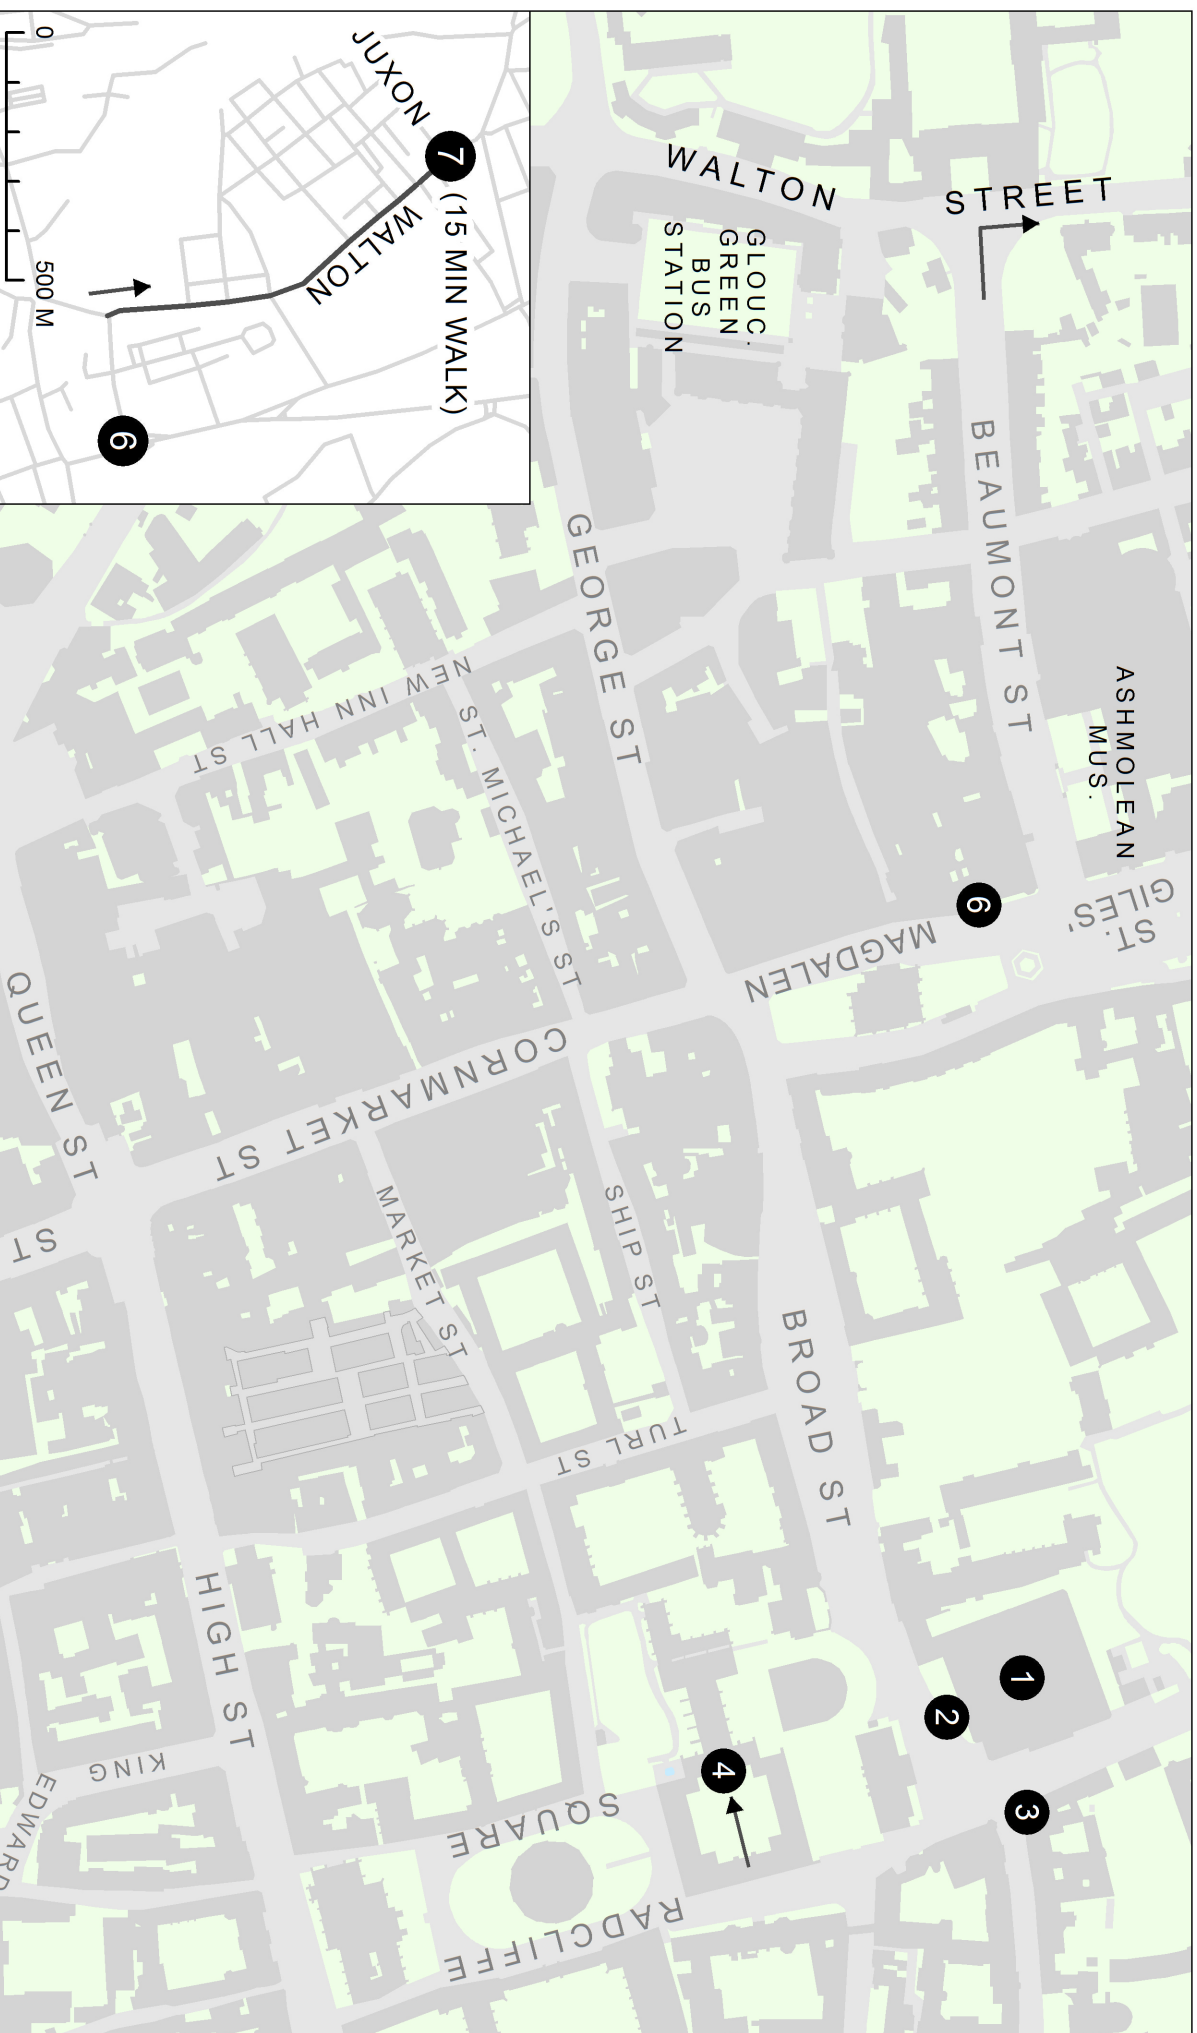 WALTON
STREET
GLOUC.
GREEN
BUS
STATION
BEAUMONT ST
ASHMOLEAN
MUS.
ST.
GILES'
6
MAGDALEN
GEORGE ST
NEW INN HALL ST
ST. MICHAEL'S ST
CORNMARKET ST
QUEEN ST
ST
MARKET ST
SHIP ST
TURL ST
BROAD ST
HIGH ST
KING
EDWARD
1
2
3
4
SQUARE
RADCLIFFE
JUXON
7
(15 MIN WALK)
WALTON
6
0
500 M